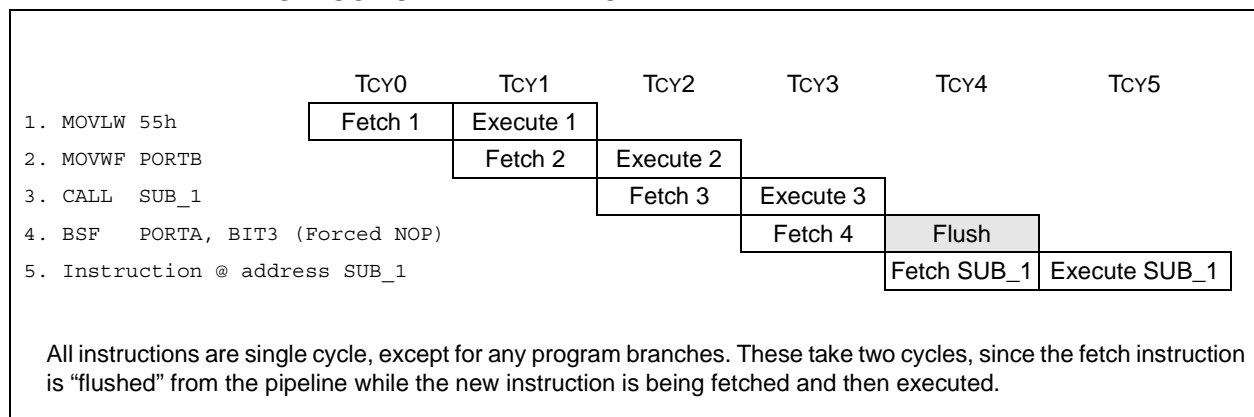 TCY0 TCY1 TCY2 TCY3 TCY4 TCY5
1. MOVLW 55h Fetch 1 Execute 1
2. MOVWF PORTB Fetch 2 Execute 2
3. CALL SUB_1 Fetch 3 Execute 3
4. BSF PORTA, BIT3 (Forced NOP) Fetch 4 Flush
5. Instruction @ address SUB_1 Fetch SUB_1 Execute SUB_1
All instructions are single cycle, except for any program branches. These take two cycles, since the fetch instruction
is “flushed” from the pipeline while the new instruction is being fetched and then executed.